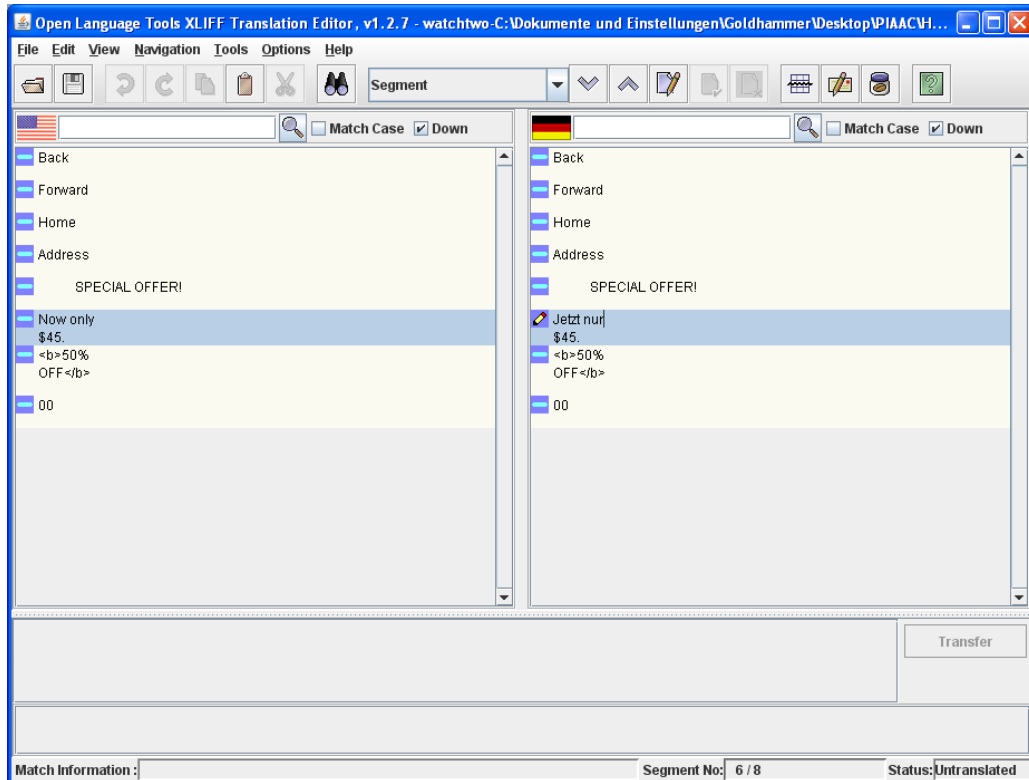 Open Language Tools XLIFF Translation Editor, v1.2.7 - watchtwo-C:\Dokumente und Einstellungen\Goldhammer\Desktop\PIAAC\H...
File Edit View Navigation Tools Options Help
Segment
Match Case Down
Match Case Down
Back
Forward
Home
Address
SPECIAL OFFER!
Now only
$45.
<b>50%
OFF</b>
00
Back
Forward
Home
Address
SPECIAL OFFER!
Jetzt nur
$45.
<b>50%
OFF</b>
00
Transfer
Match Information :
Segment No: 6 / 8
Status: Untranslated